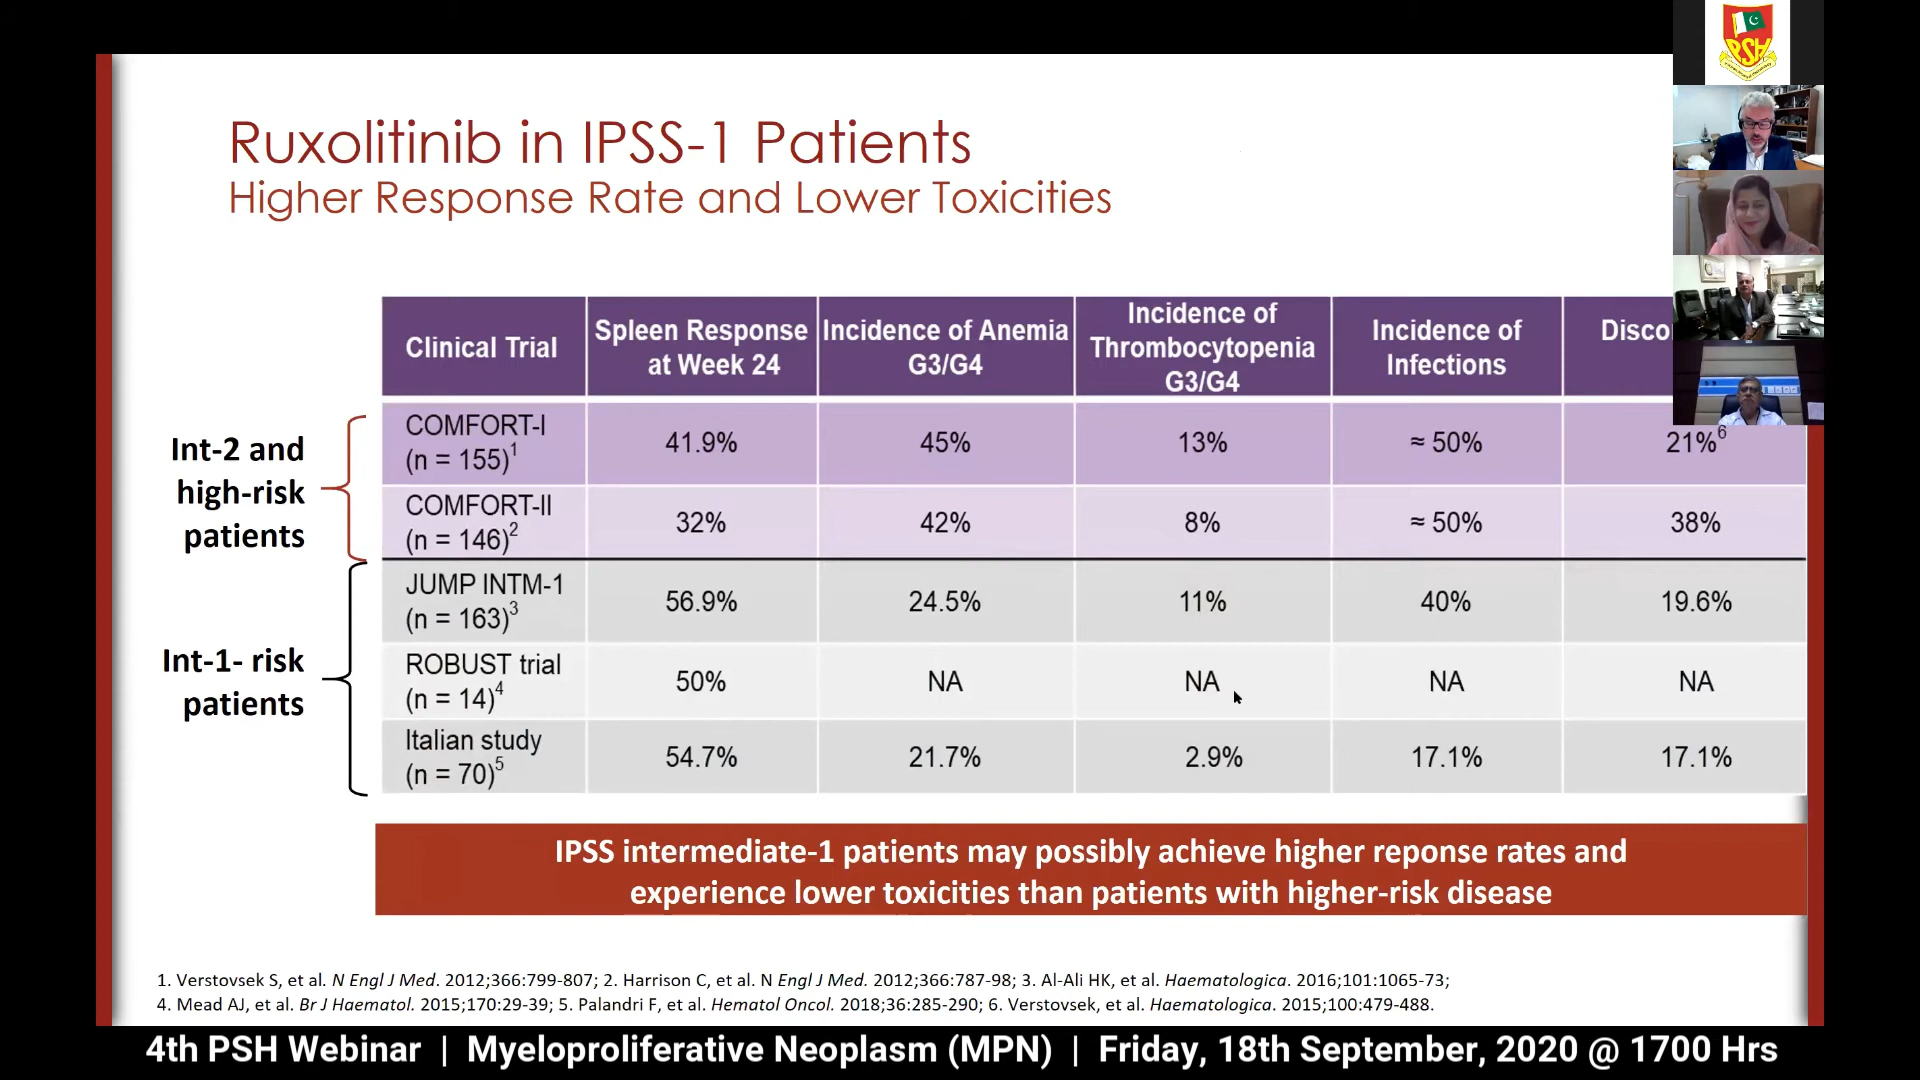 PSH
Ruxolitinib in IPSS-1 Patients
Higher Response Rate and Lower Toxicities
Clinical Trial
Spleen Response
at Week 24
Incidence of Anemia
G3/G4
Incidence of
Thrombocytopenia
G3/G4
Incidence of
Infections
Disco
Int-2 and
high-risk
patients
COMFORT-I
(n = 155)1
41.9%
45%
13%
≈ 50%
21%6
COMFORT-II
(n = 146)2
32%
42%
8%
≈ 50%
38%
Int-1- risk
patients
JUMP INTM-1
(n = 163)3
56.9%
24.5%
11%
40%
19.6%
ROBUST trial
(n = 14)4
50%
NA
NA
NA
NA
Italian study
(n = 70)5
54.7%
21.7%
2.9%
17.1%
17.1%
IPSS intermediate-1 patients may possibly achieve higher reponse rates and
experience lower toxicities than patients with higher-risk disease
1. Verstovsek S, et al. N Engl J Med. 2012;366:799-807; 2. Harrison C, et al. N Engl J Med. 2012;366:787-98; 3. Al-Ali HK, et al. Haematologica. 2016;101:1065-73;
4. Mead AJ, et al. Br J Haematol. 2015;170:29-39; 5. Palandri F, et al. Hematol Oncol. 2018;36:285-290; 6. Verstovsek, et al. Haematologica. 2015;100:479-488.
4th PSH Webinar | Myeloproliferative Neoplasm (MPN) | Friday, 18th September, 2020 @ 1700 Hrs